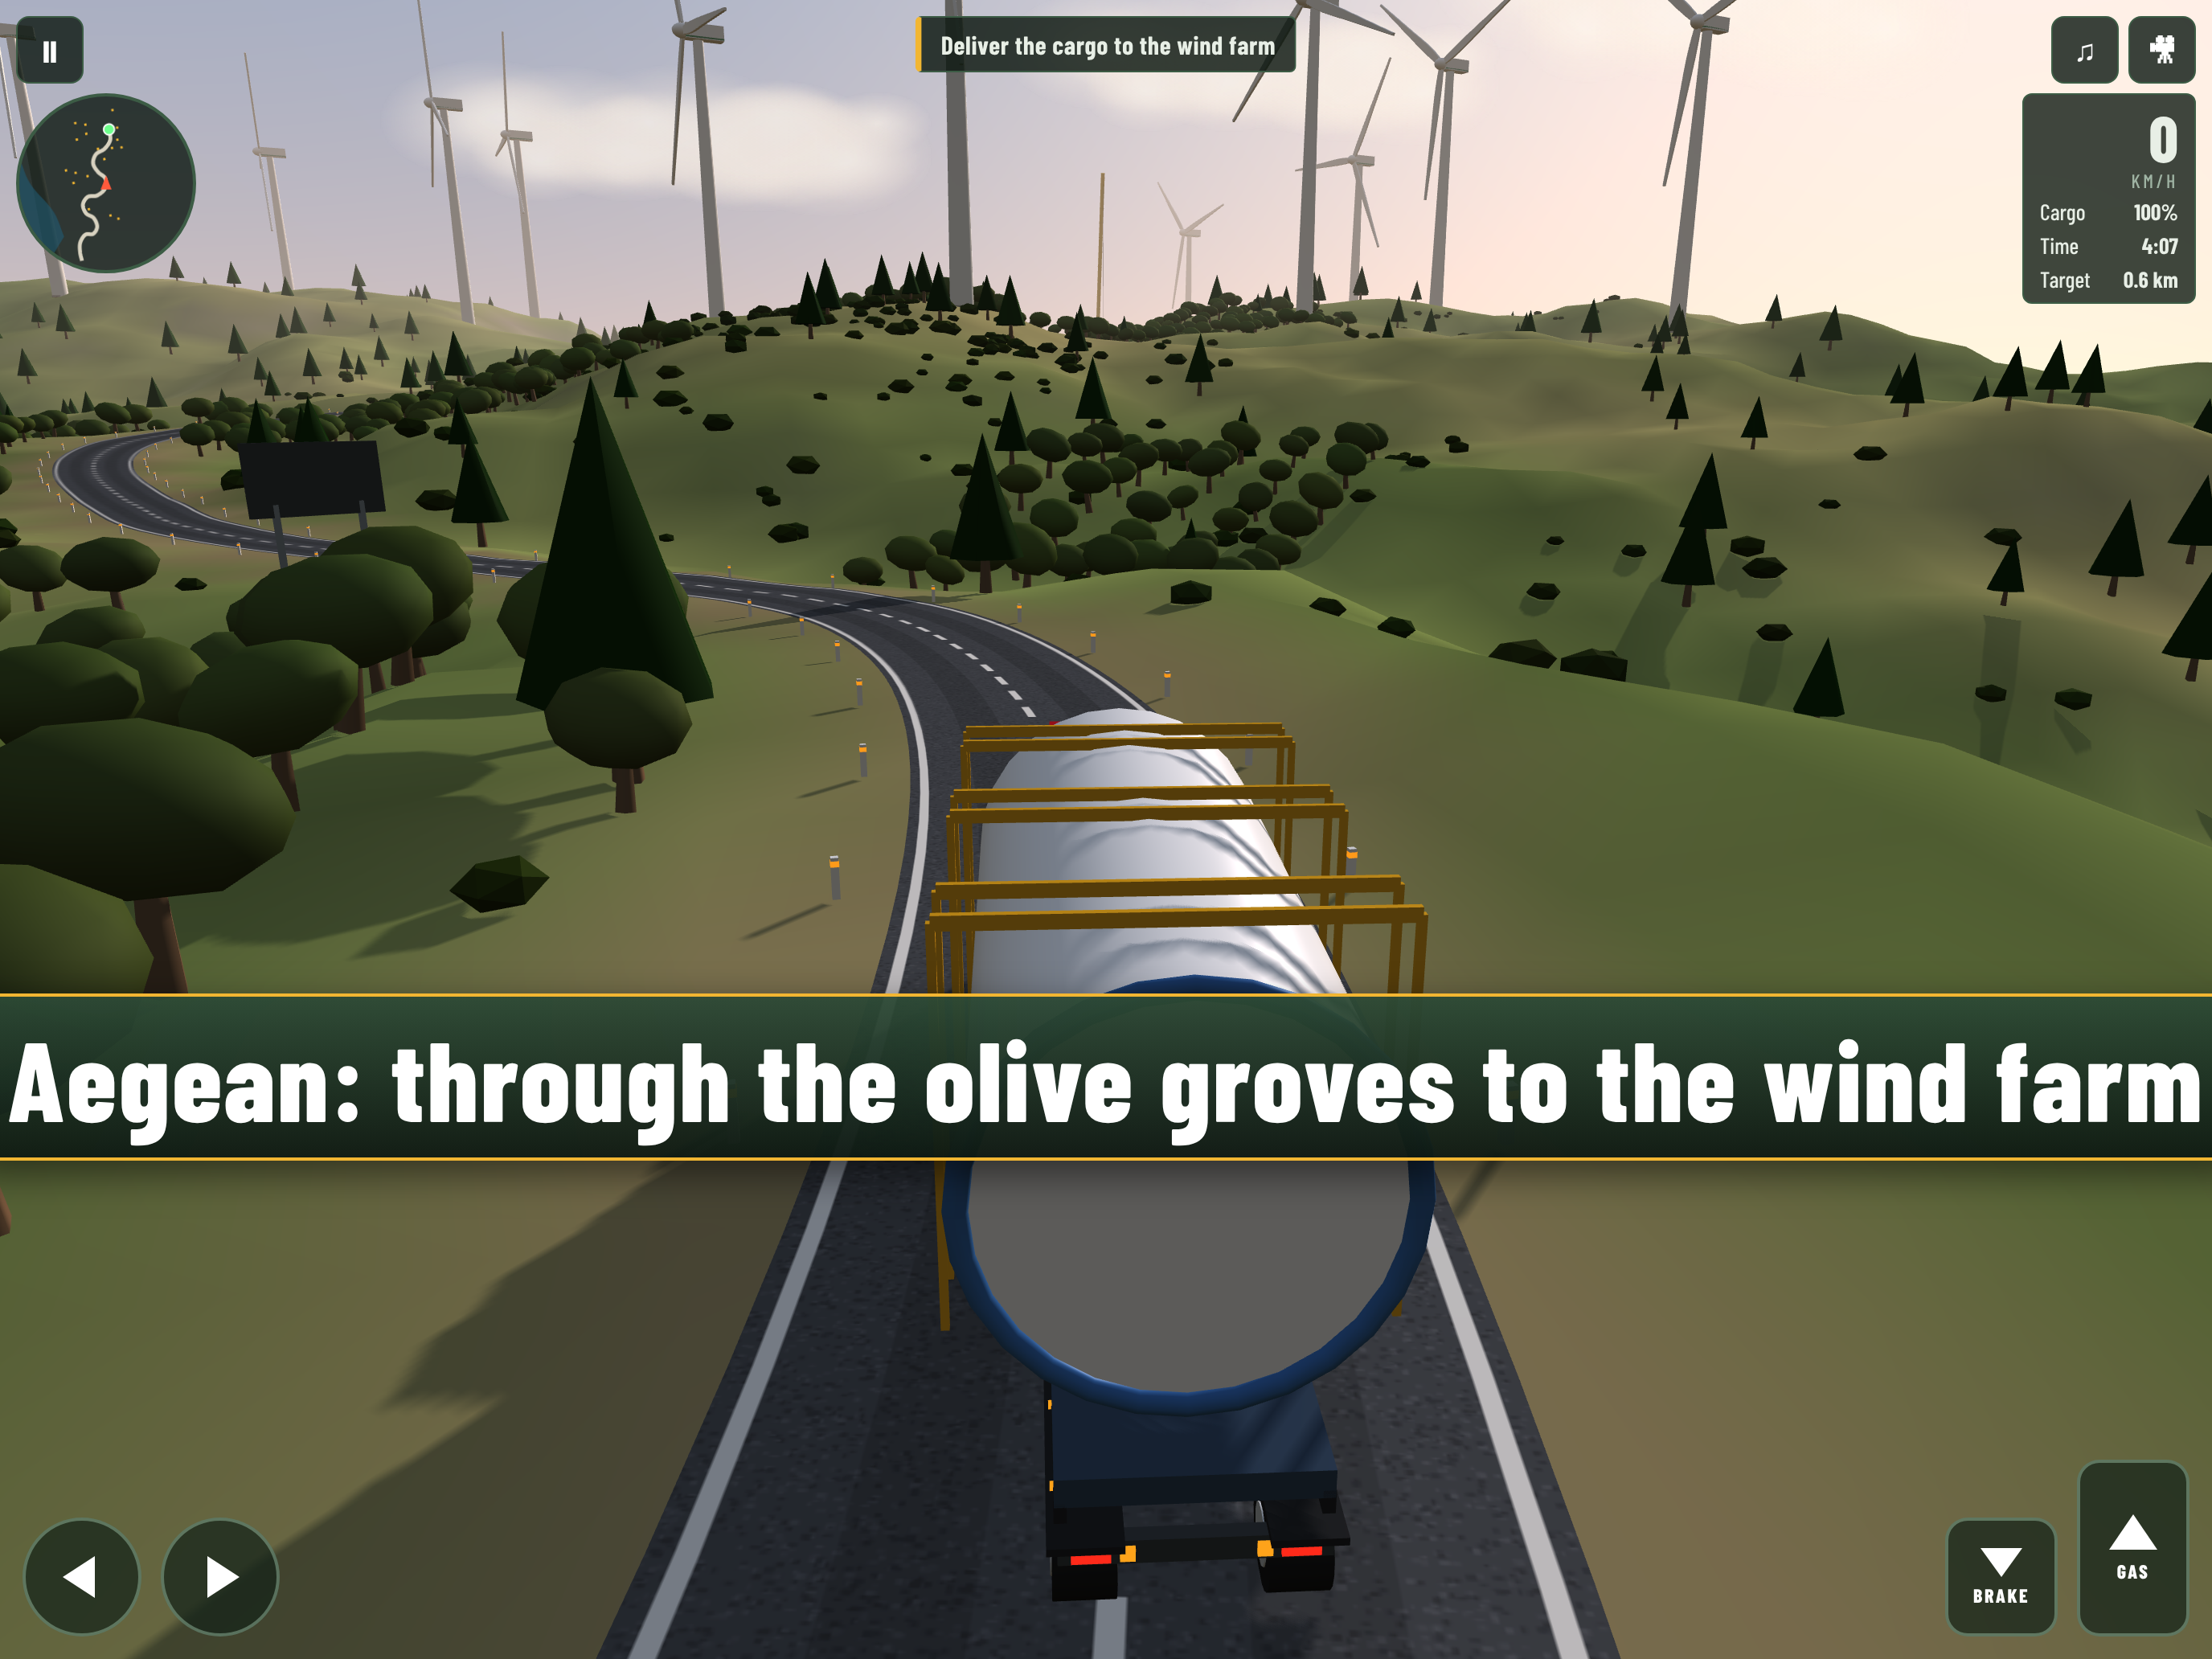 Deliver the cargo to the wind farm
0
KM/H
Cargo 100%
Time 4:07
Target 0.6 km
Aegean: through the olive groves to the wind farm
BRAKE
GAS